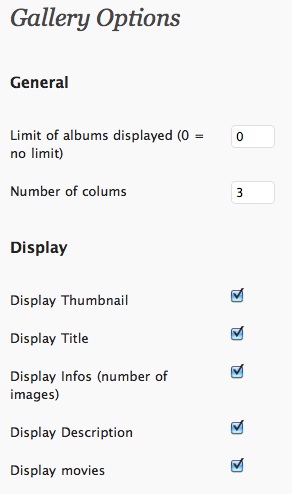 Gallery Options
General
Limit of albums displayed (0 = 0
no limit)
Number of colums 3
Display
Display Thumbnail
Display Title
Display Infos (number of
images)
Display Description
Display movies